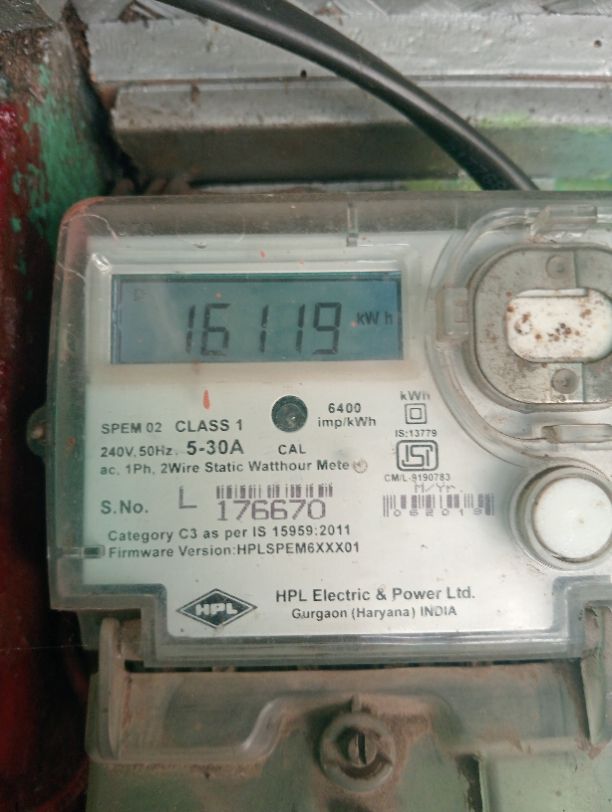 16119 kWh
SPEM 02 CLASS 1
6400
imp/kWh
kWh
IS:13779
240V, 50Hz. 5-30A CAL
ac. 1Ph. 2Wire Static Watthour Meter
CM/L-9190783
M/Yr
S.No. L 176670
Category C3 as per IS 15959:2011
Firmware Version:HPLSPEM6XXX01
HPL
HPL Electric & Power Ltd.
Gurgaon (Haryana) INDIA